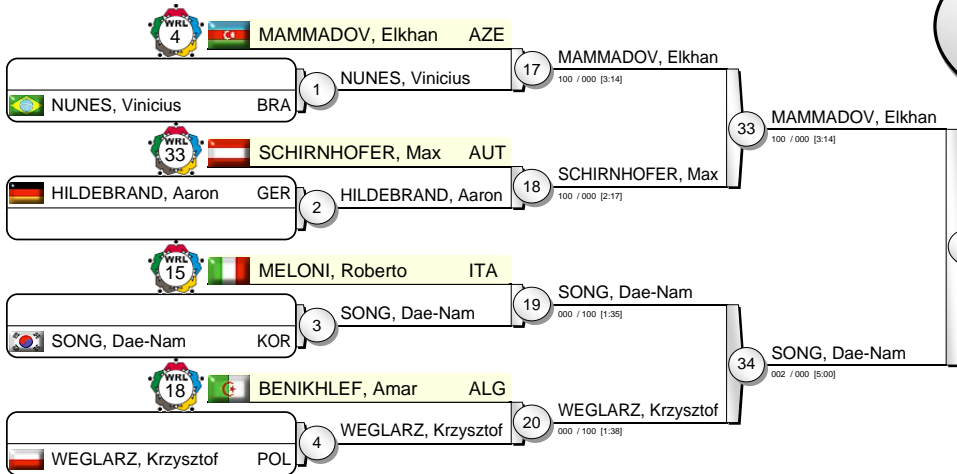 WRL
4
MAMMADOV, Elkhan AZE
1
NUNES, Vinicius
NUNES, Vinicius BRA
17
MAMMADOV, Elkhan
100 / 000 [3:14]
WRL
33
SCHIRNHOFER, Max AUT
HILDEBRAND, Aaron GER
2
HILDEBRAND, Aaron
18
SCHIRNHOFER, Max
100 / 000 [2:17]
33
MAMMADOV, Elkhan
100 / 000 [3:14]
WRL
15
MELONI, Roberto ITA
3
SONG, Dae-Nam
SONG, Dae-Nam KOR
19
SONG, Dae-Nam
000 / 100 [1:35]
WRL
18
BENIKHLEF, Amar ALG
4
WEGLARZ, Krzysztof
WEGLARZ, Krzysztof POL
20
WEGLARZ, Krzysztof
000 / 100 [1:38]
34
SONG, Dae-Nam
002 / 000 [5:00]